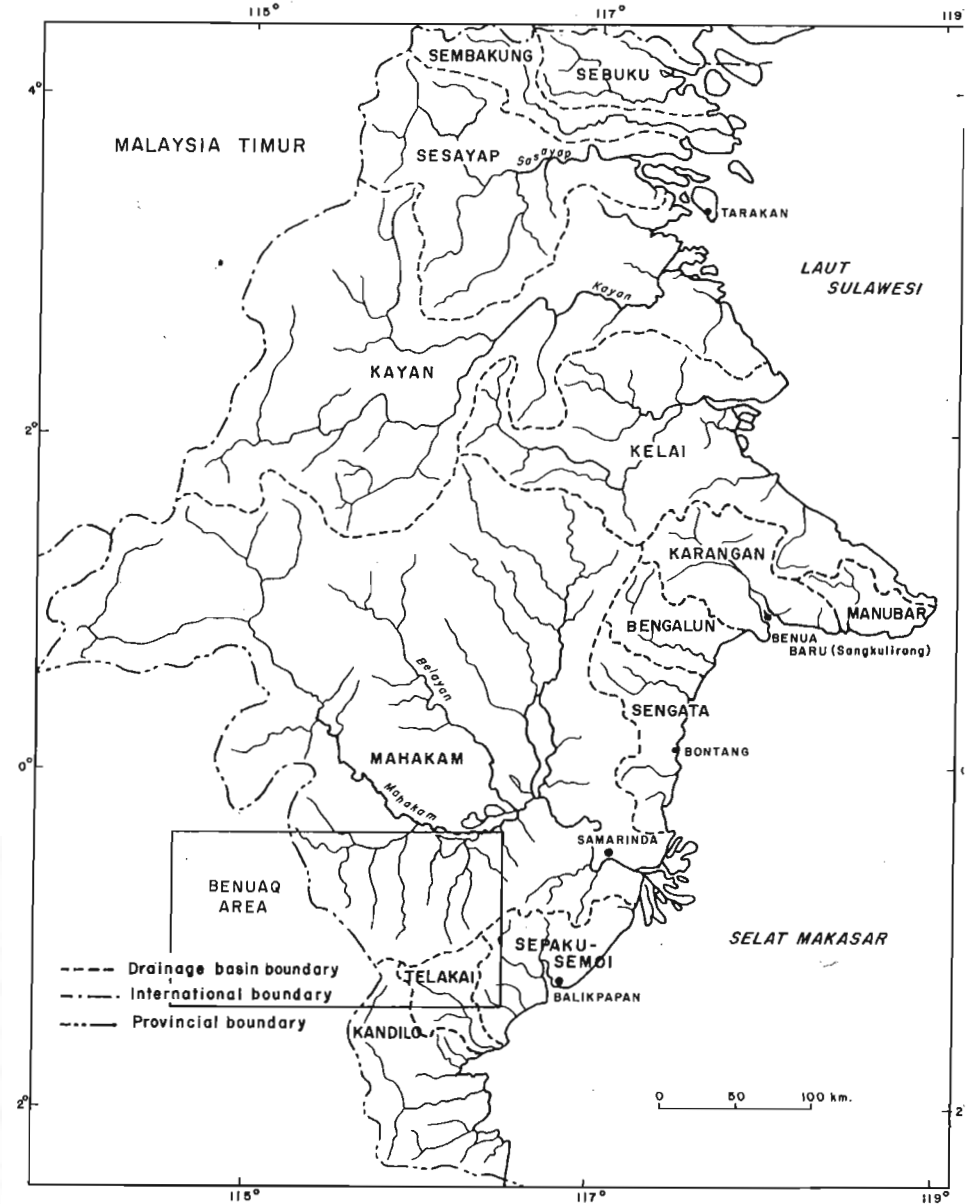 115°
117°
119
SEMBAKUNG
SEBUKU
4°
MALAYSIA TIMUR
SESAYAP
Sasayap
TARAKAN
LAUT
SULAWESI
Kayan
KAYAN
2°
KELAI
KARANGAN
MANUBAR
BENGALUN
BENUA
BARU (Sangkulirang)
Belayan
SENGATA
BONTANG
MAHAKAM
0°
0
Mahakam
SAMARINDA
BENUAQ
AREA
SEPAKU-
SEMOI
SELAT MAKASAR
Drainage basin boundary
TELAKAI
International boundary
BALIKPAPAN
Provincial boundary
KANDILO
0 50 100 km.
2°
2
115°
117°
119°